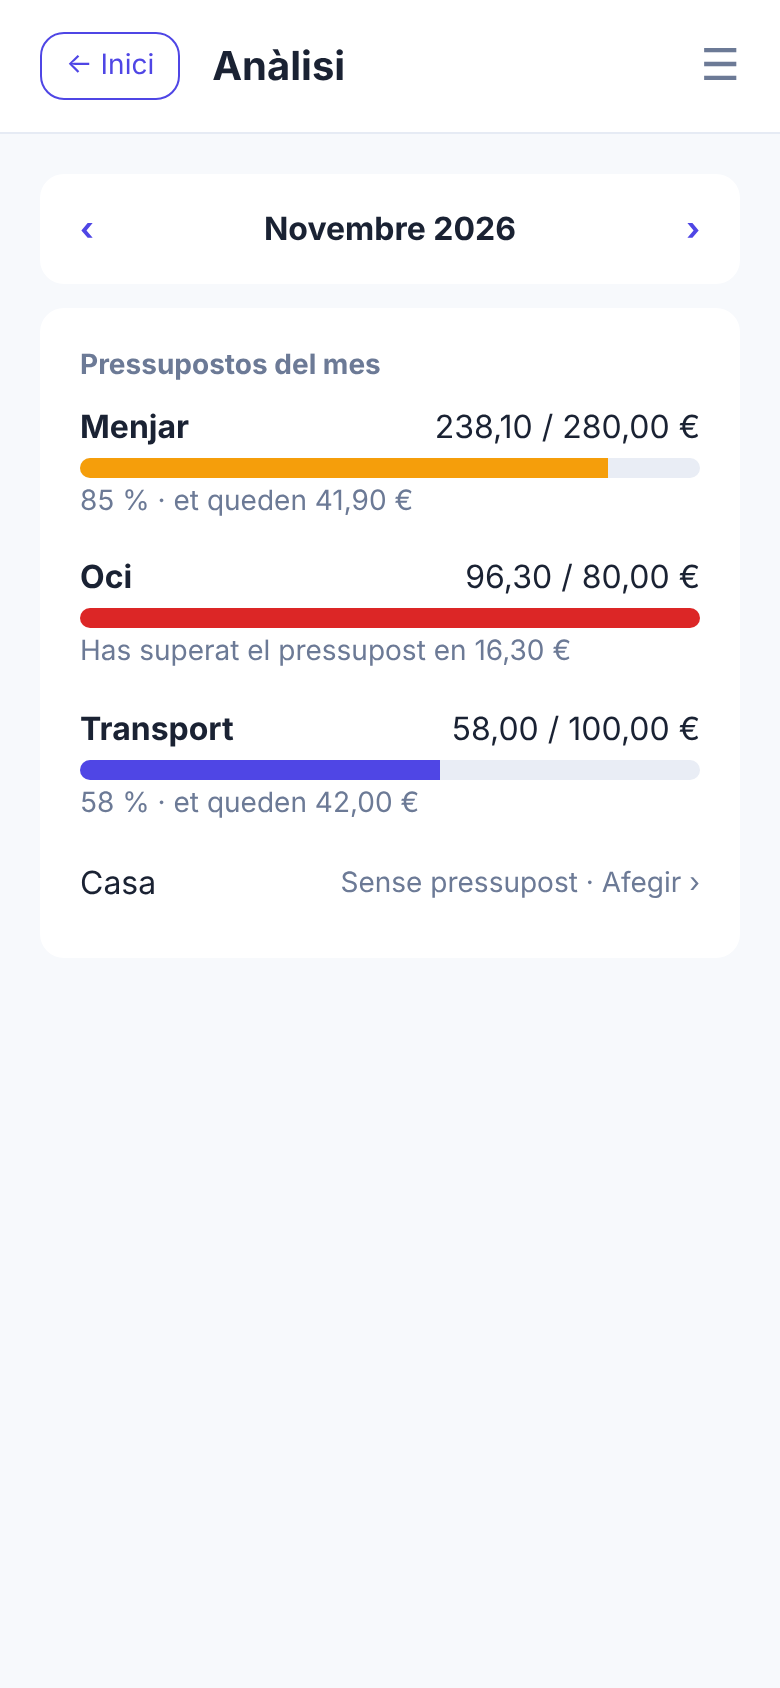 ← Inici Anàlisi ☰
‹ Novembre 2026 ›
Pressupostos del mes
Menjar 238,10 / 280,00 €
85 % · et queden 41,90 €
Oci 96,30 / 80,00 €
Has superat el pressupost en 16,30 €
Transport 58,00 / 100,00 €
58 % · et queden 42,00 €
Casa Sense pressupost · Afegir ›